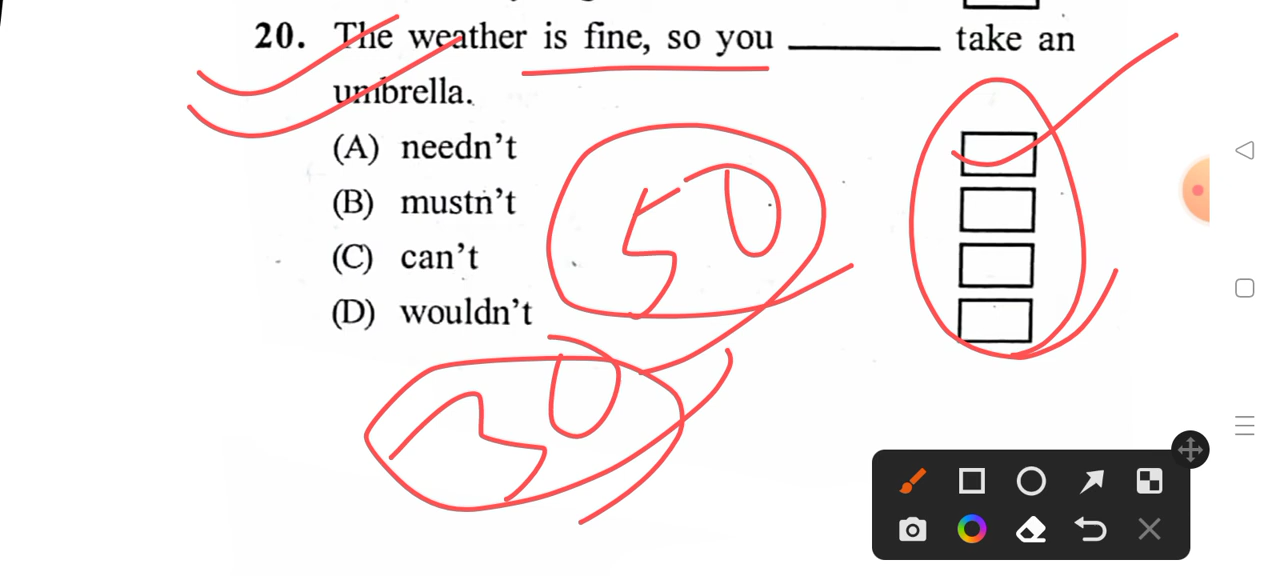 20. The weather is fine, so you ________ take an
umbrella.
(A) needn't
(B) mustn't
(C) can't
(D) wouldn't
50
30